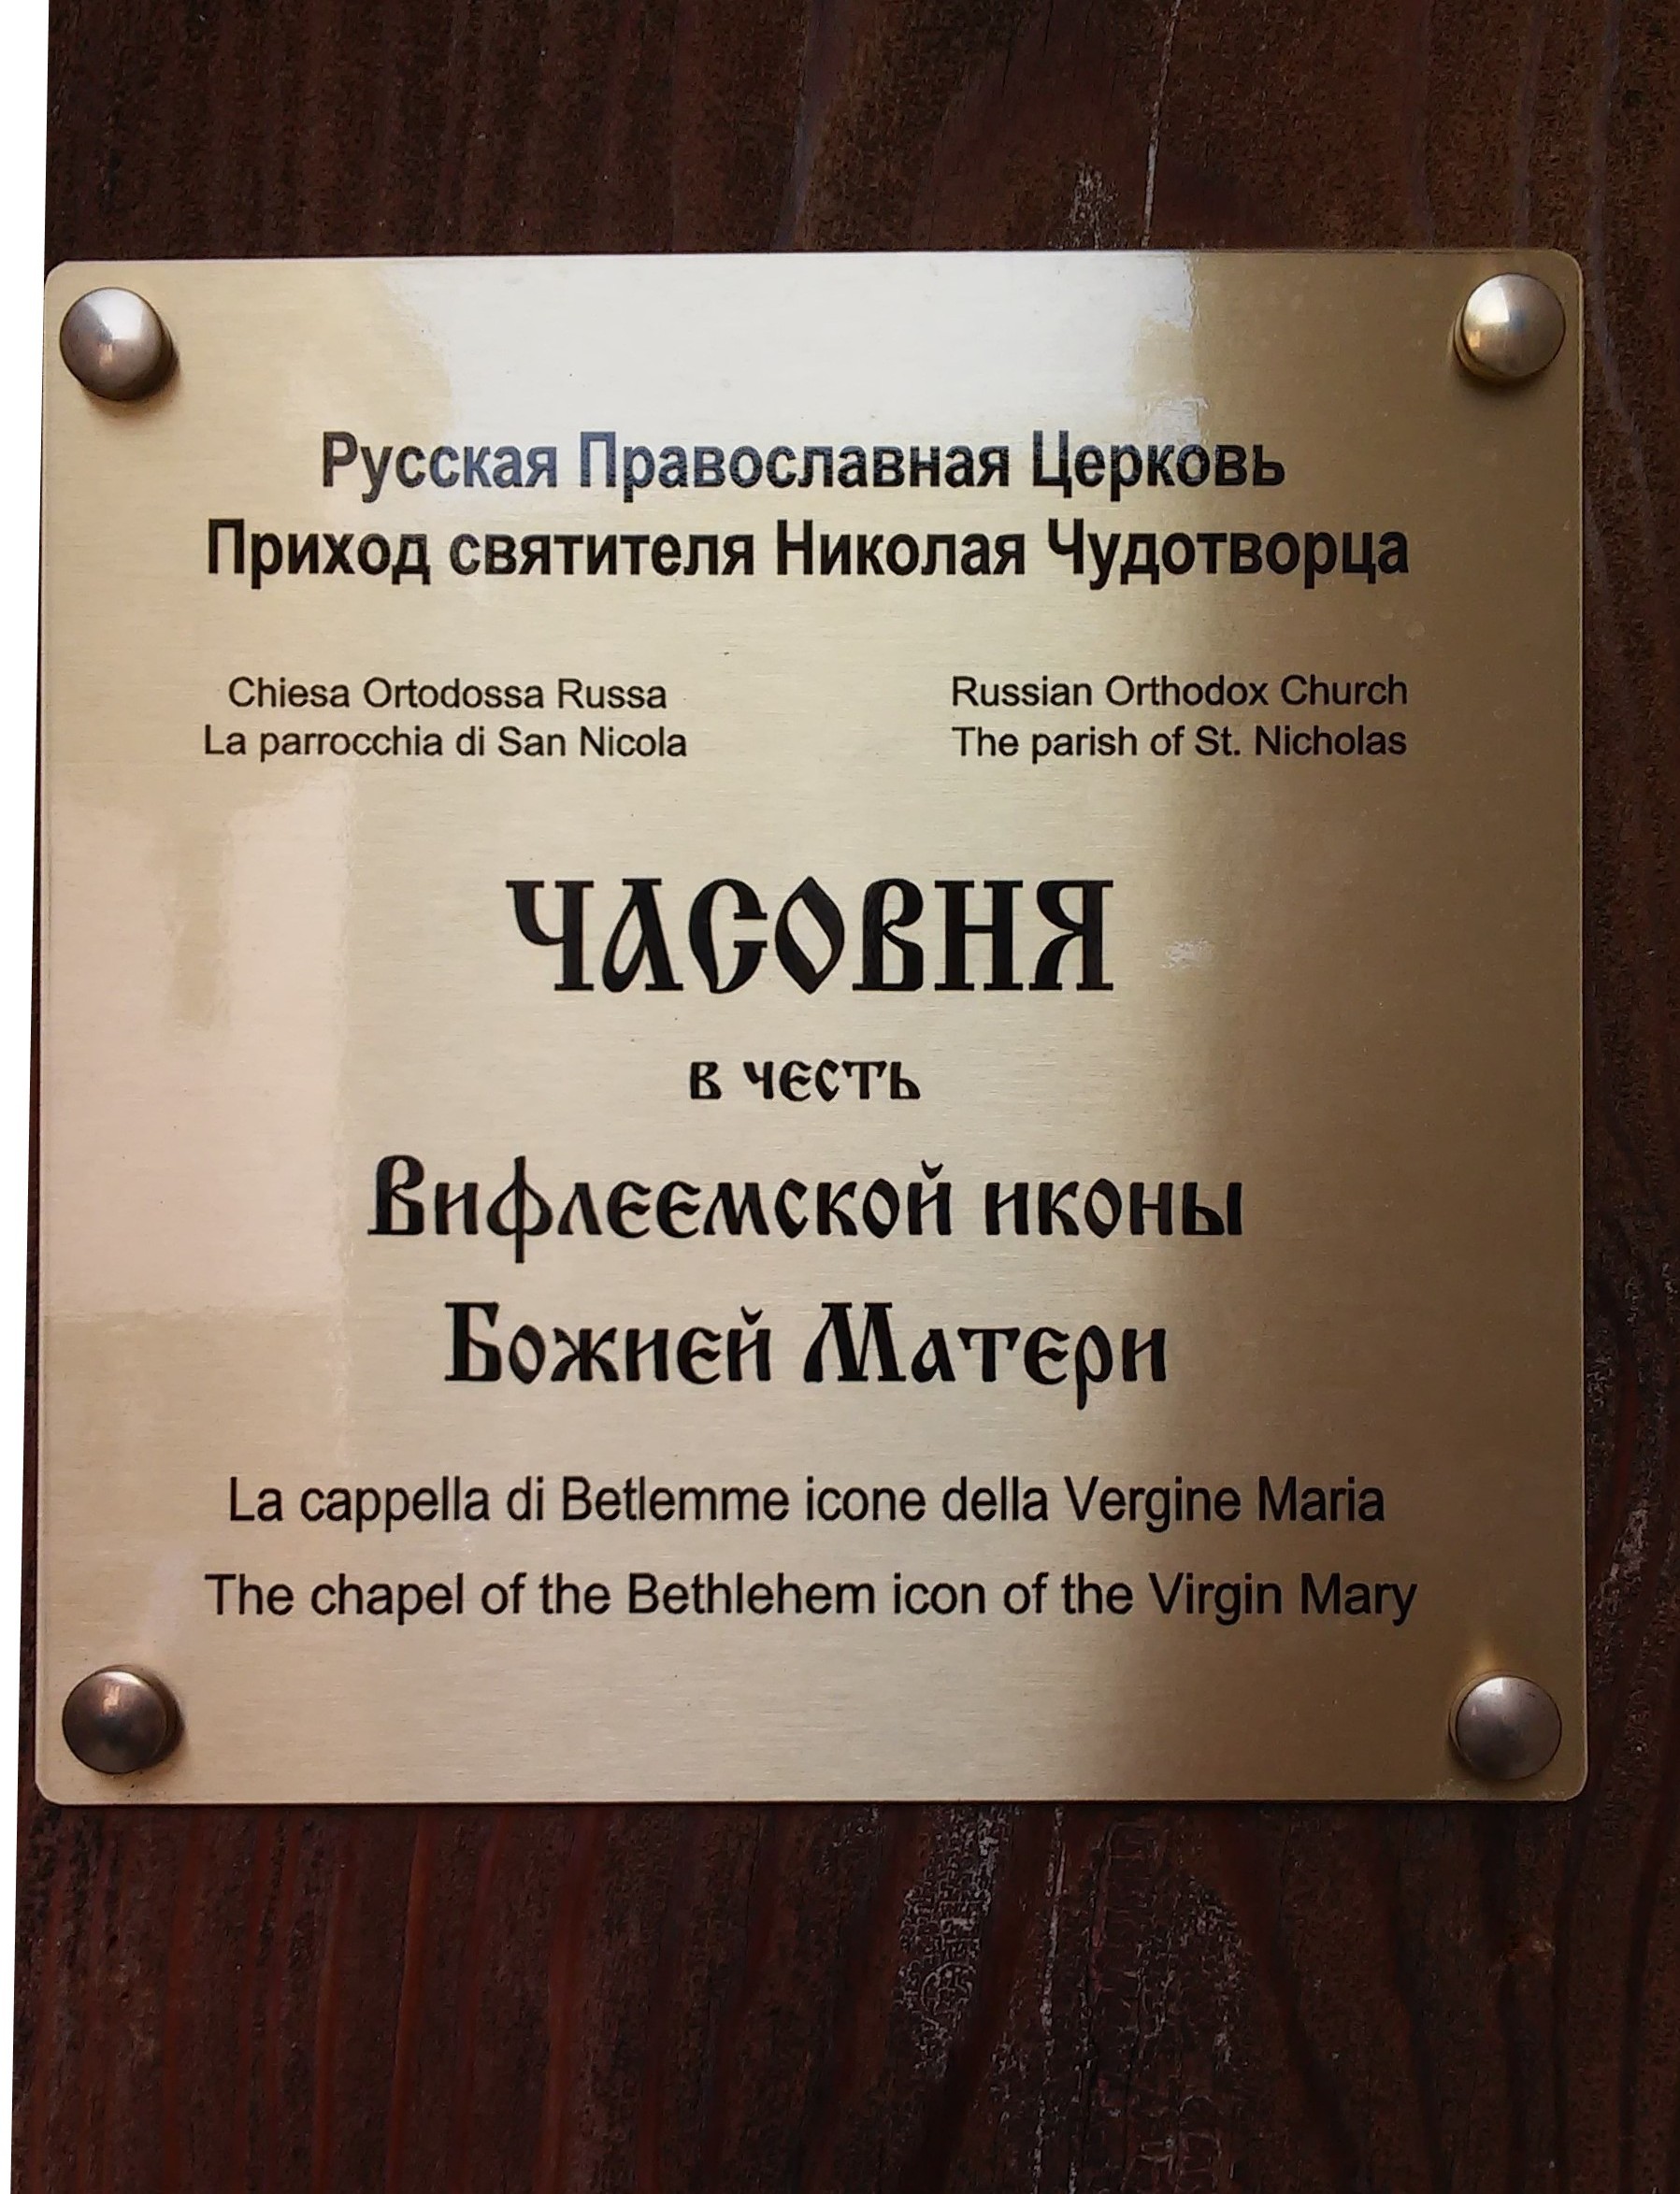 Русская Православная Церковь
Приход святителя Николая Чудотворца
Chiesa Ortodossa Russa
La parrocchia di San Nicola
Russian Orthodox Church
The parish of St. Nicholas
ЧАСОВНЯ
в честь
Вифлеемской иконы
Божией Матери
La cappella di Betlemme icone della Vergine Maria
The chapel of the Bethlehem icon of the Virgin Mary